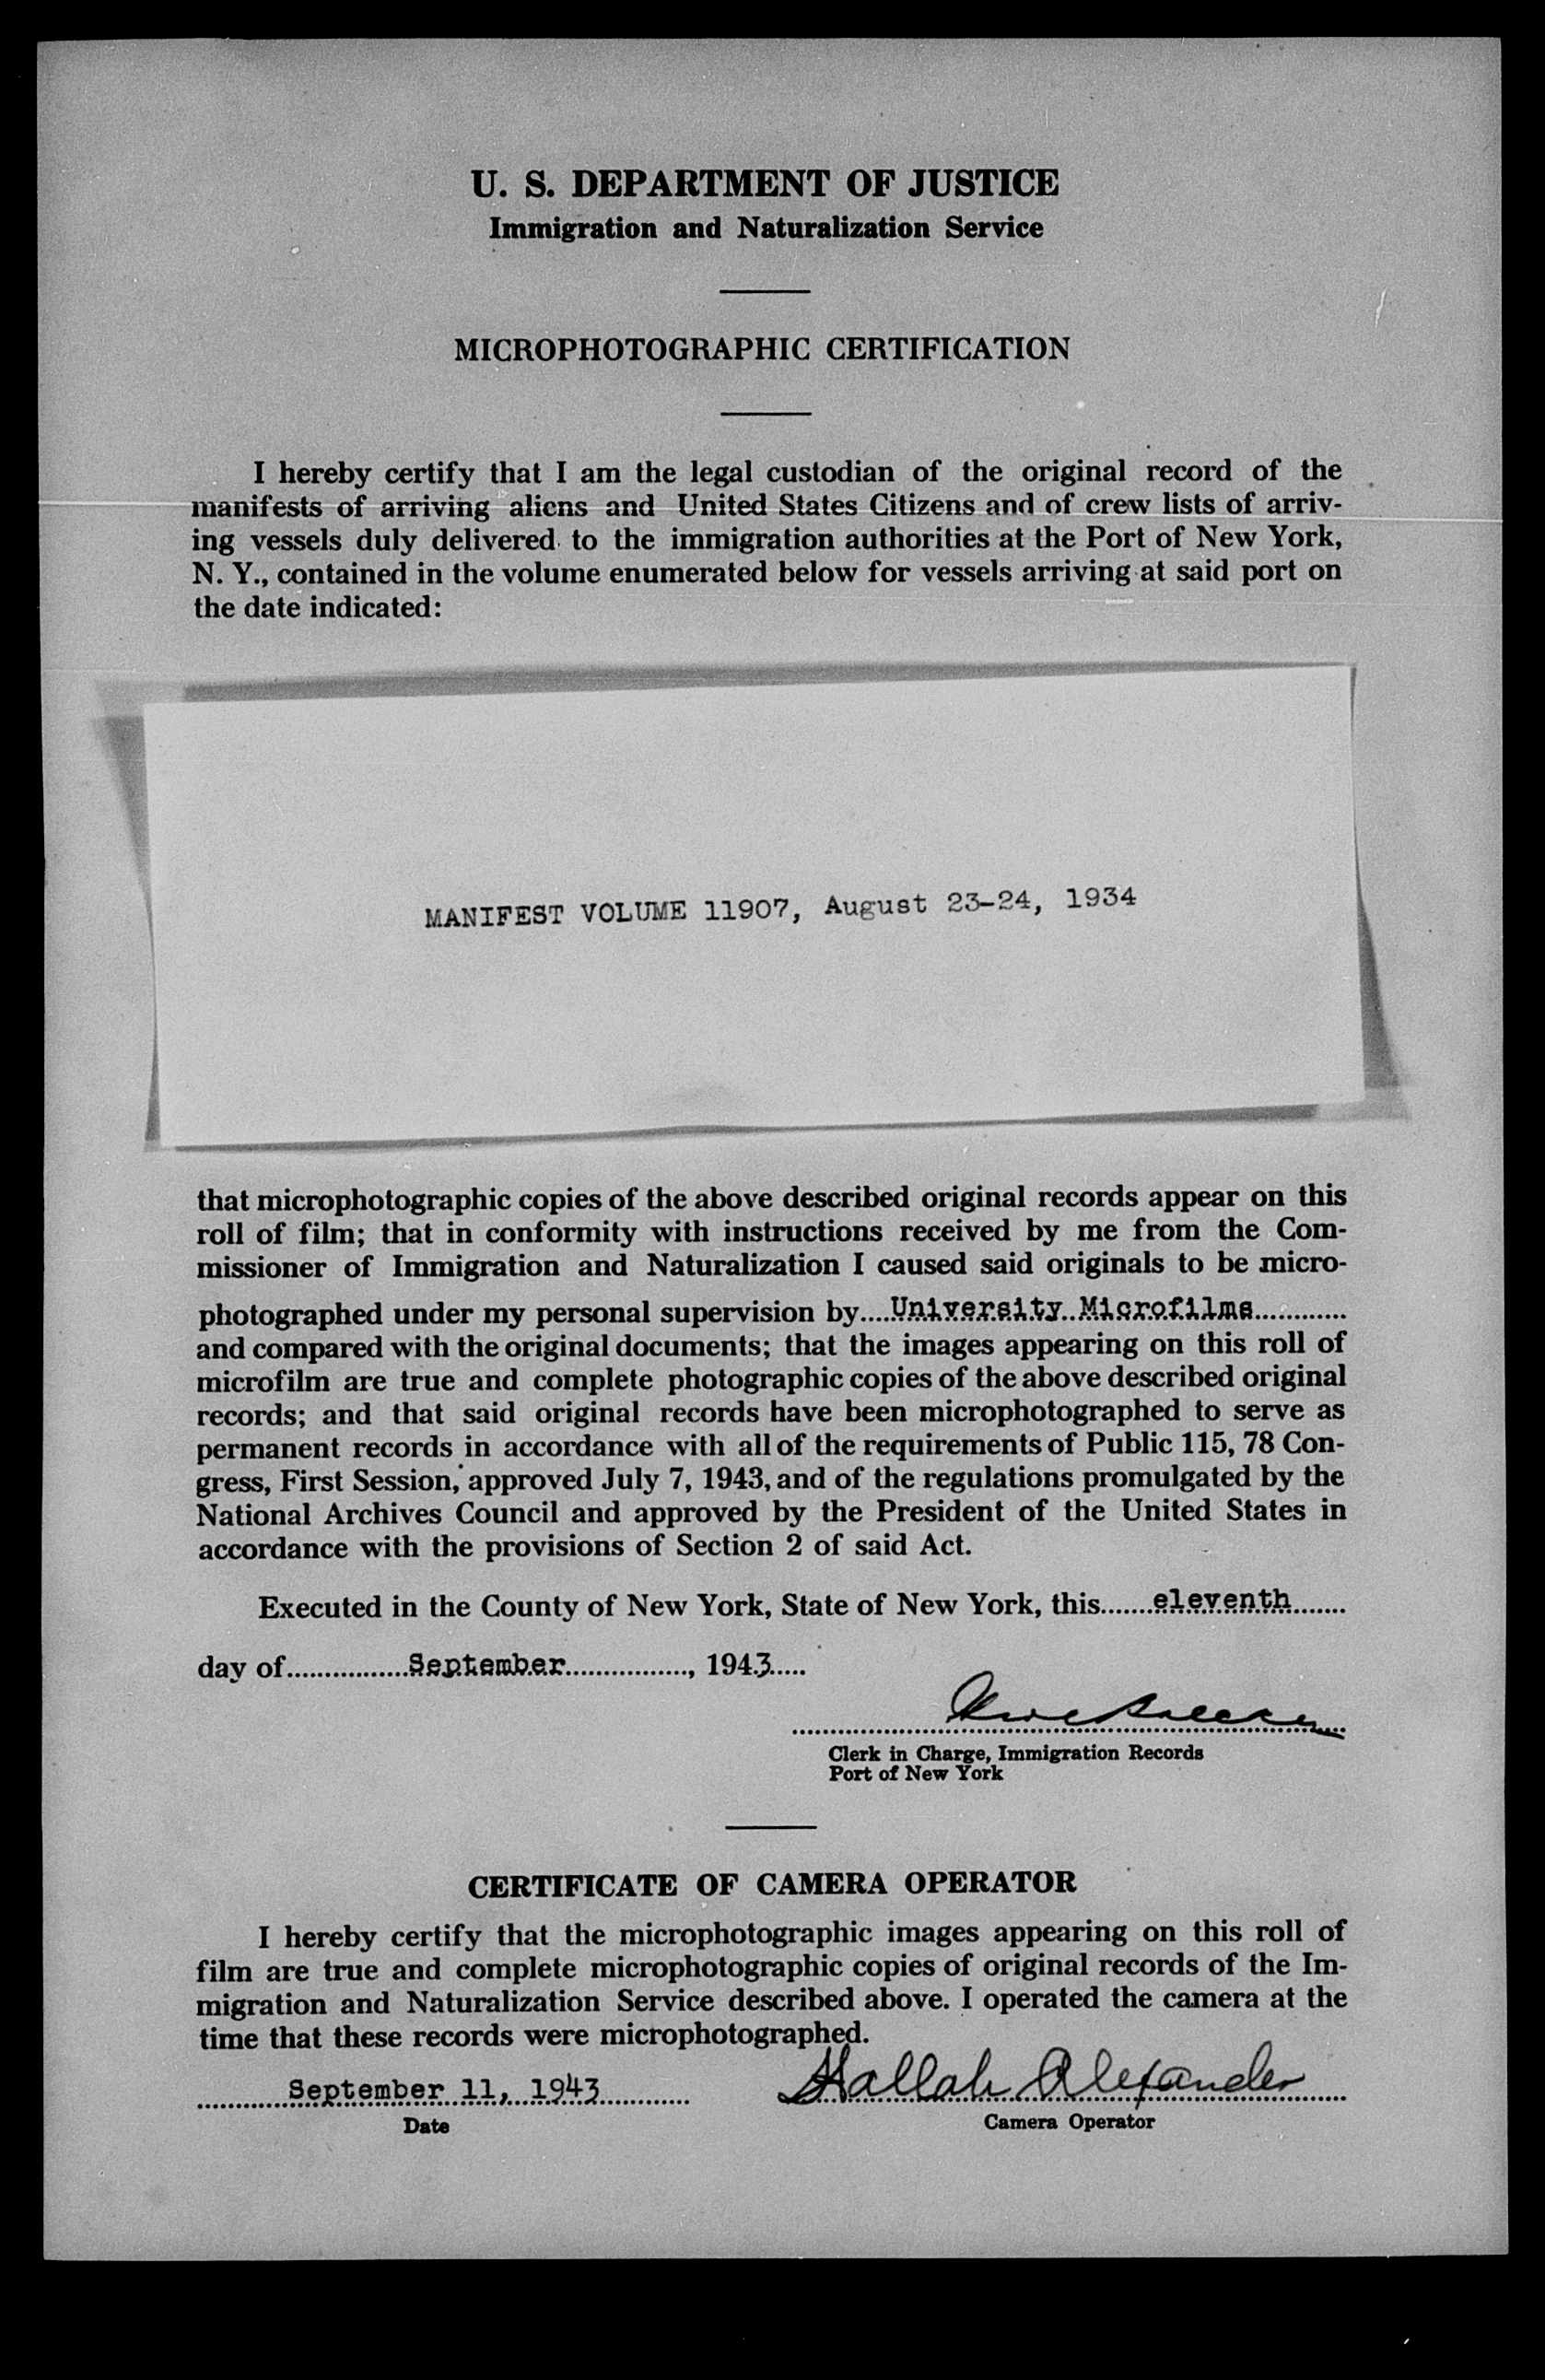 U. S. DEPARTMENT OF JUSTICE
Immigration and Naturalization Service
MICROPHOTOGRAPHIC CERTIFICATION
I hereby certify that I am the legal custodian of the original record of the
manifests of arriving aliens and United States Citizens and of crew lists of arriv-
ing vessels duly delivered to the immigration authorities at the Port of New York,
N. Y., contained in the volume enumerated below for vessels arriving at said port on
the date indicated:
MANIFEST VOLUME 11907, August 23-24, 1934
that microphotographic copies of the above described original records appear on this
roll of film; that in conformity with instructions received by me from the Com-
missioner of Immigration and Naturalization I caused said originals to be micro-
photographed under my personal supervision by.....University Microfilms............
and compared with the original documents; that the images appearing on this roll of
microfilm are true and complete photographic copies of the above described original
records; and that said original records have been microphotographed to serve as
permanent records in accordance with all of the requirements of Public 115, 78 Con-
gress, First Session, approved July 7, 1943, and of the regulations promulgated by the
National Archives Council and approved by the President of the United States in
accordance with the provisions of Section 2 of said Act.
Executed in the County of New York, State of New York, this.......eleventh.......
day of................September................, 1943.....
Clerk in Charge, Immigration Records
Port of New York
CERTIFICATE OF CAMERA OPERATOR
I hereby certify that the microphotographic images appearing on this roll of
film are true and complete microphotographic copies of original records of the Im-
migration and Naturalization Service described above. I operated the camera at the
time that these records were microphotographed.
September 11, 1943 Hallah Alexander
Date Camera Operator